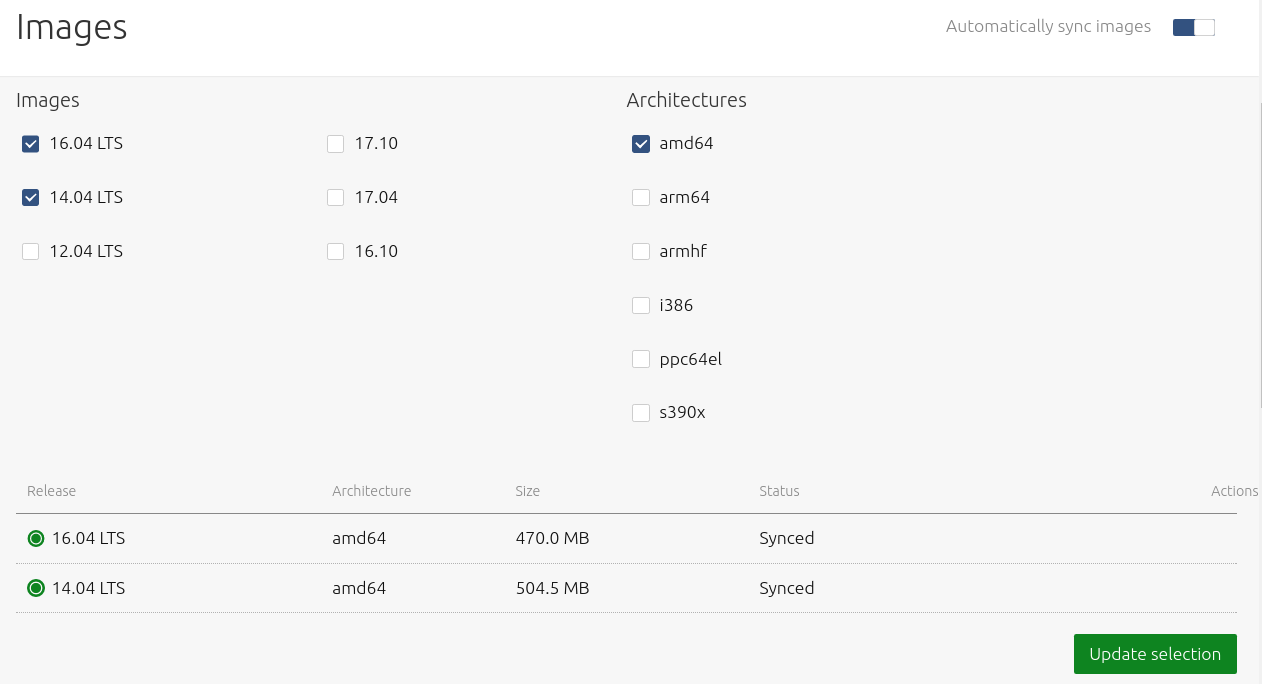 Images
Automatically sync images
Images
Architectures
16.04 LTS
17.10
amd64
14.04 LTS
17.04
arm64
12.04 LTS
16.10
armhf
i386
ppc64el
s390x
Release Architecture Size Status Actions
16.04 LTS amd64 470.0 MB Synced
14.04 LTS amd64 504.5 MB Synced
Update selection